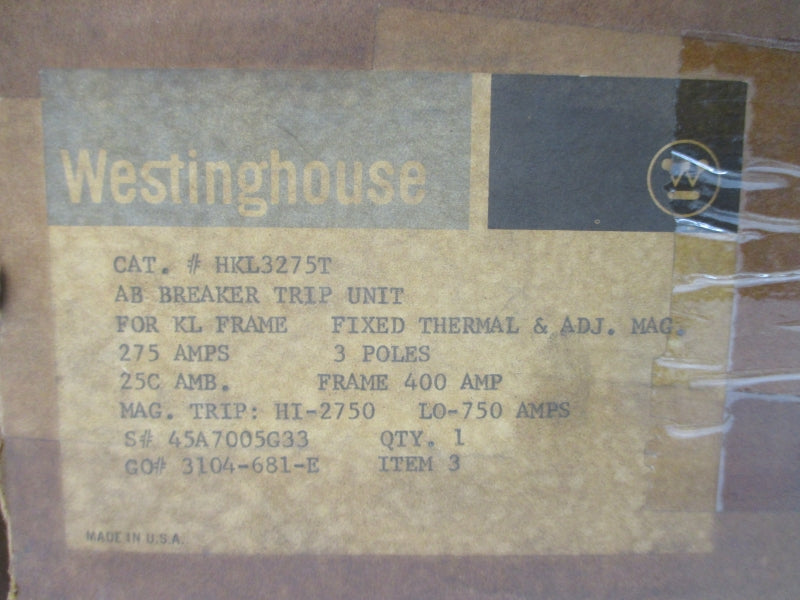 Westinghouse
W
CAT. # HKL3275T
AB BREAKER TRIP UNIT
FOR KL FRAME FIXED THERMAL & ADJ. MAG.
275 AMPS 3 POLES
25C AMB. FRAME 400 AMP
MAG. TRIP: HI-2750 LO-750 AMPS
S# 45A7005G33 QTY. 1
GO# 3104-681-E ITEM 3
MADE IN U.S.A.